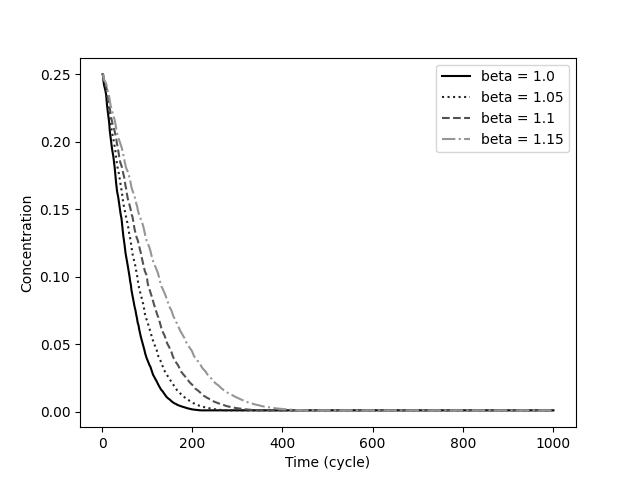 beta = 1.0
beta = 1.05
beta = 1.1
beta = 1.15
0.25
0.20
0.15
0.10
0.05
0.00
Concentration
0 200 400 600 800 1000
Time (cycle)